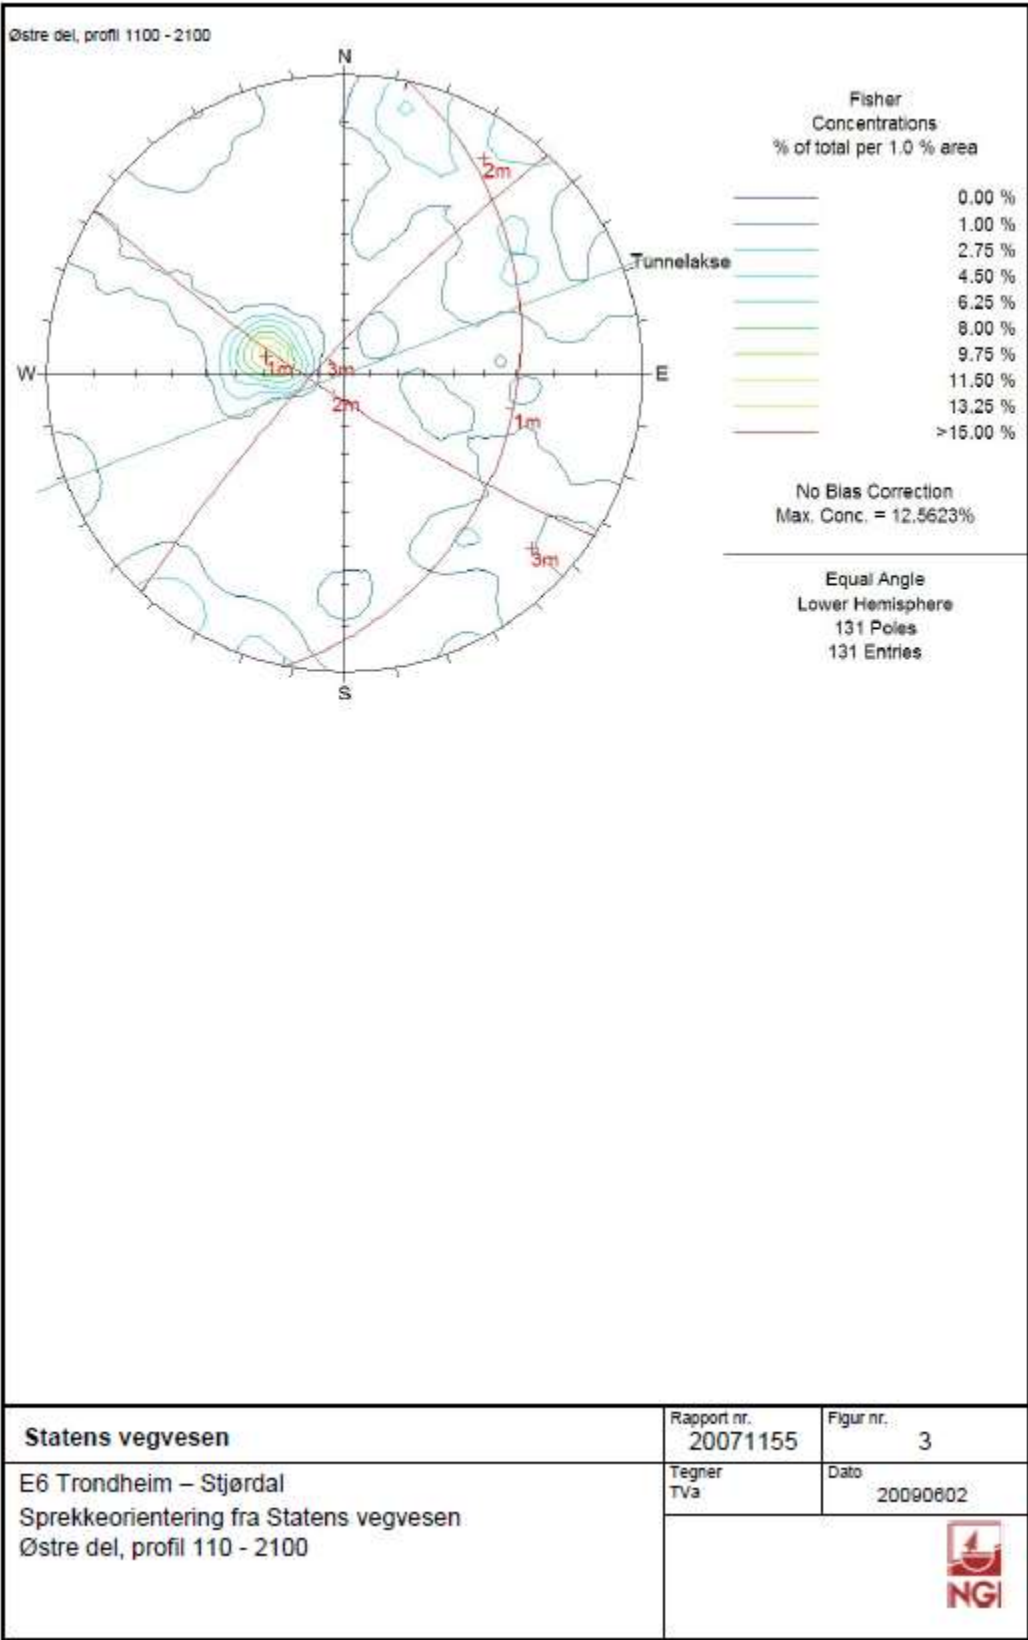 Østre del, profil 1100 - 2100
N
Fisher
Concentrations
% of total per 1.0 % area
0.00 %
1.00 %
2.75 %
4.50 %
6.25 %
8.00 %
9.75 %
11.50 %
13.25 %
>15.00 %
2m
Tunnelakse
W
1m
3m
E
2m
1m
3m
S
No Bias Correction
Max. Conc. = 12.5623%
Equal Angle
Lower Hemisphere
131 Poles
131 Entries
Statens vegvesen
Rapport nr.
20071155
Figur nr.
3
E6 Trondheim – Stjørdal
Sprekkeorientering fra Statens vegvesen
Østre del, profil 110 - 2100
Tegner
TVa
Dato
20090602
NGI